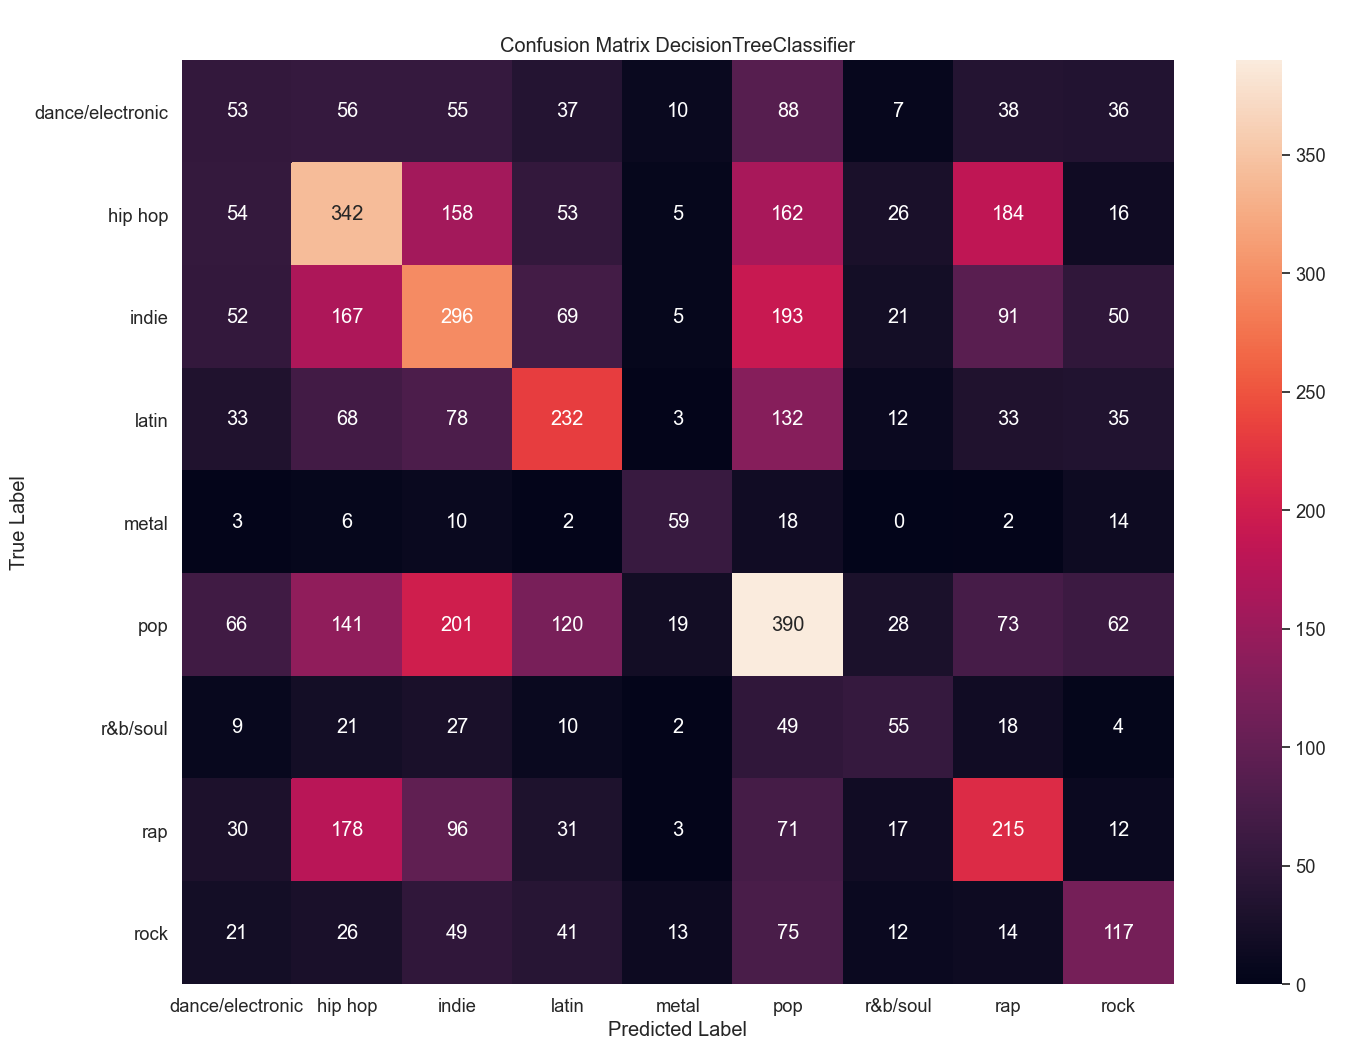 Confusion Matrix DecisionTreeClassifier
dance/electronic 53 56 55 37 10 88 7 38 36
hip hop 54 342 158 53 5 162 26 184 16
indie 52 167 296 69 5 193 21 91 50
latin 33 68 78 232 3 132 12 33 35
metal 3 6 10 2 59 18 0 2 14
pop 66 141 201 120 19 390 28 73 62
r&b/soul 9 21 27 10 2 49 55 18 4
rap 30 178 96 31 3 71 17 215 12
rock 21 26 49 41 13 75 12 14 117
dance/electronic hip hop indie latin metal pop r&b/soul rap rock
Predicted Label
True Label
350
300
250
200
150
100
50
0